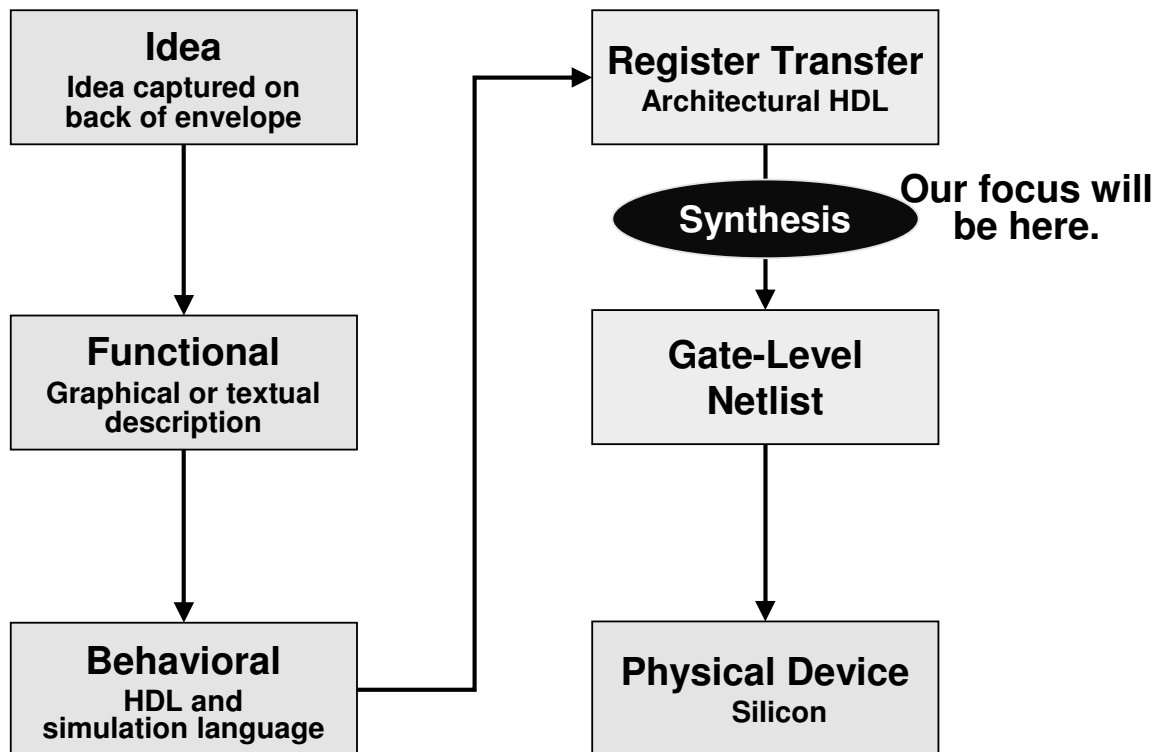 Idea
Idea captured on
back of envelope
Functional
Graphical or textual
description
Behavioral
HDL and
simulation language
Register Transfer
Architectural HDL
Synthesis
Our focus will
be here.
Gate-Level
Netlist
Physical Device
Silicon